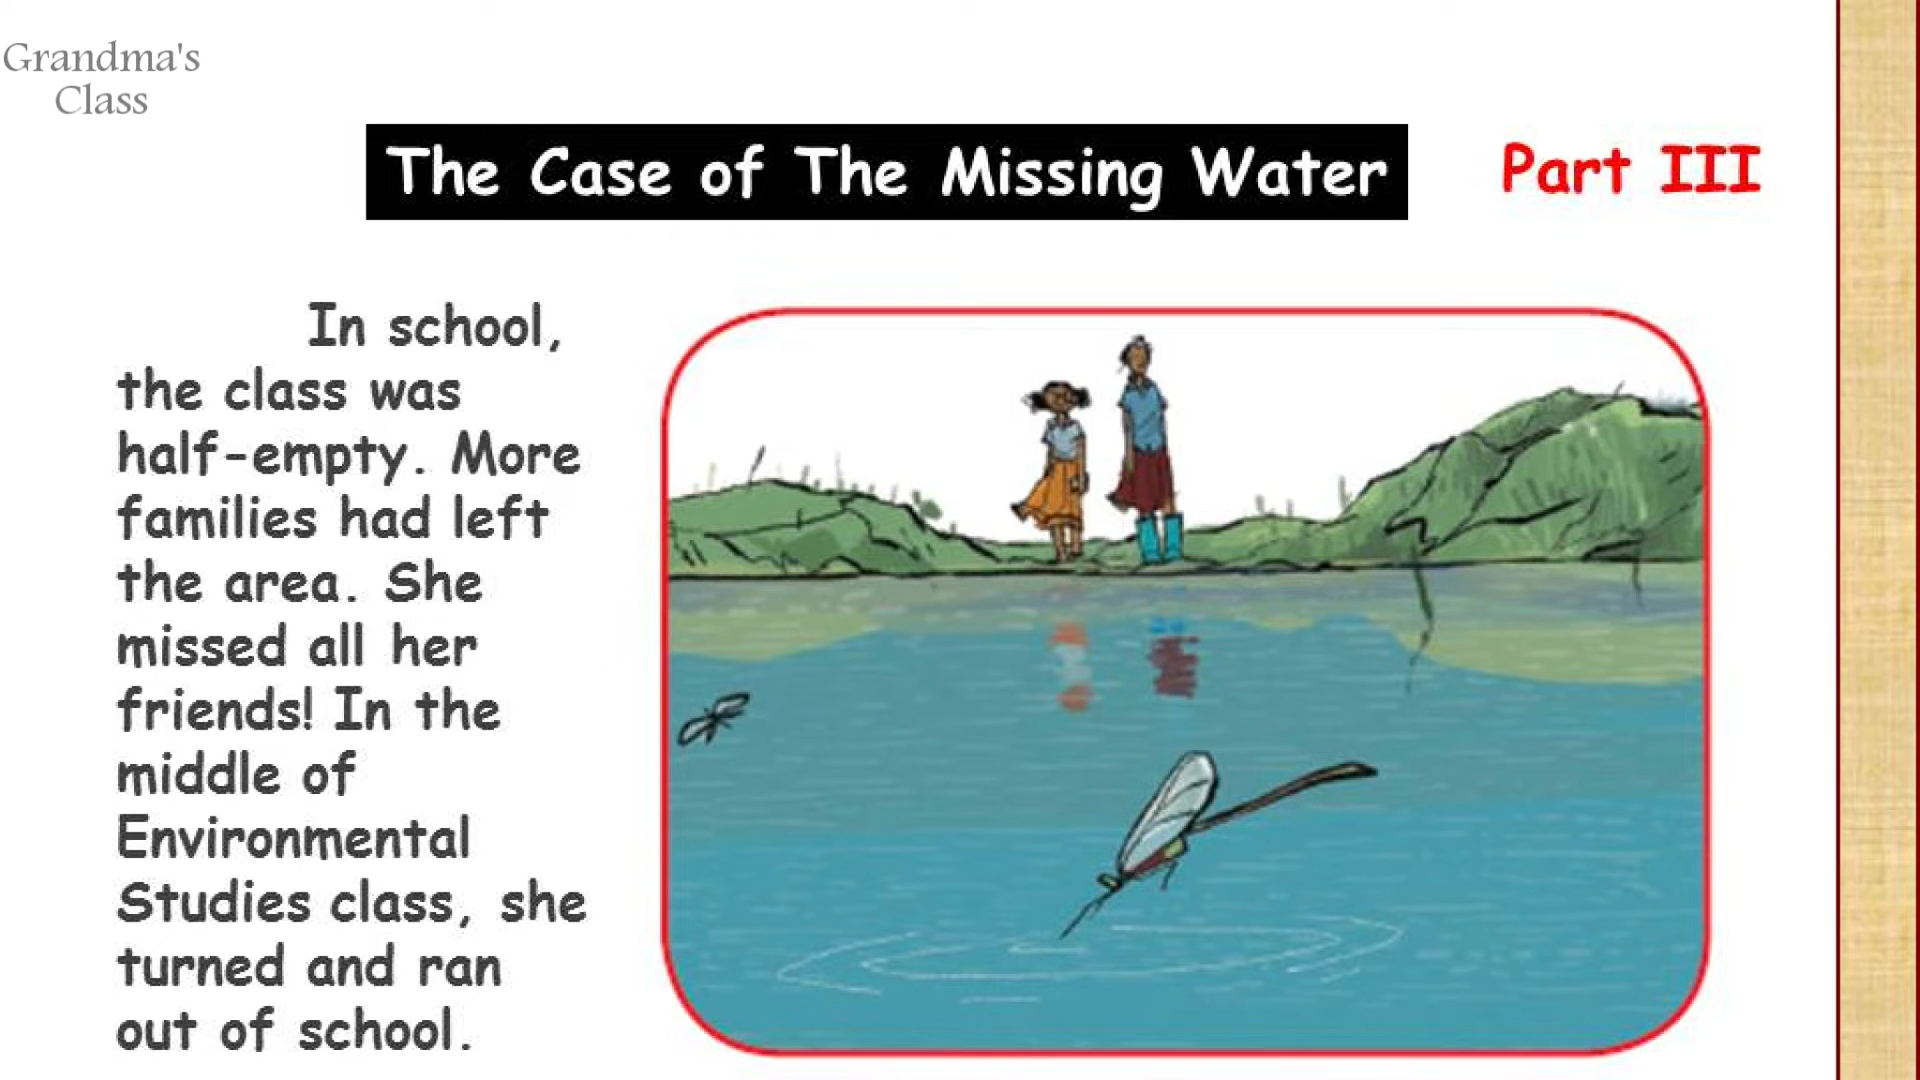 Grandma's
Class
The Case of The Missing Water
Part III
In school,
the class was
half-empty. More
families had left
the area. She
missed all her
friends! In the
middle of
Environmental
Studies class, she
turned and ran
out of school.